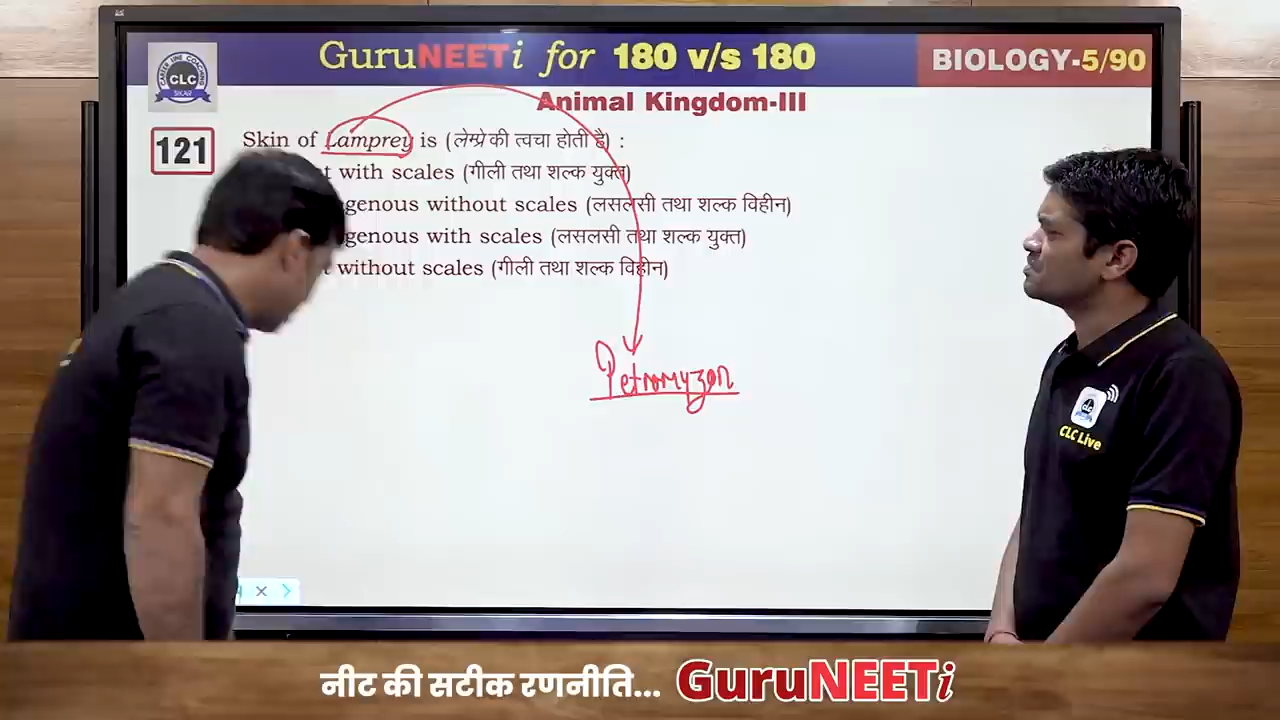 GuruNEETi for 180 v/s 180
BIOLOGY-5/90
CLC
SIKAR
Animal Kingdom-III
121
Skin of Lamprey is (लेम्प्रे की त्वचा होती है) :
with scales (गीली तथा शल्क युक्त)
without scales (लसलसी तथा शल्क विहीन)
with scales (लसलसी तथा शल्क युक्त)
without scales (गीली तथा शल्क विहीन)
Petromyzon
CLC
CLC Live
नीट की सटीक रणनीति... GuruNEETi